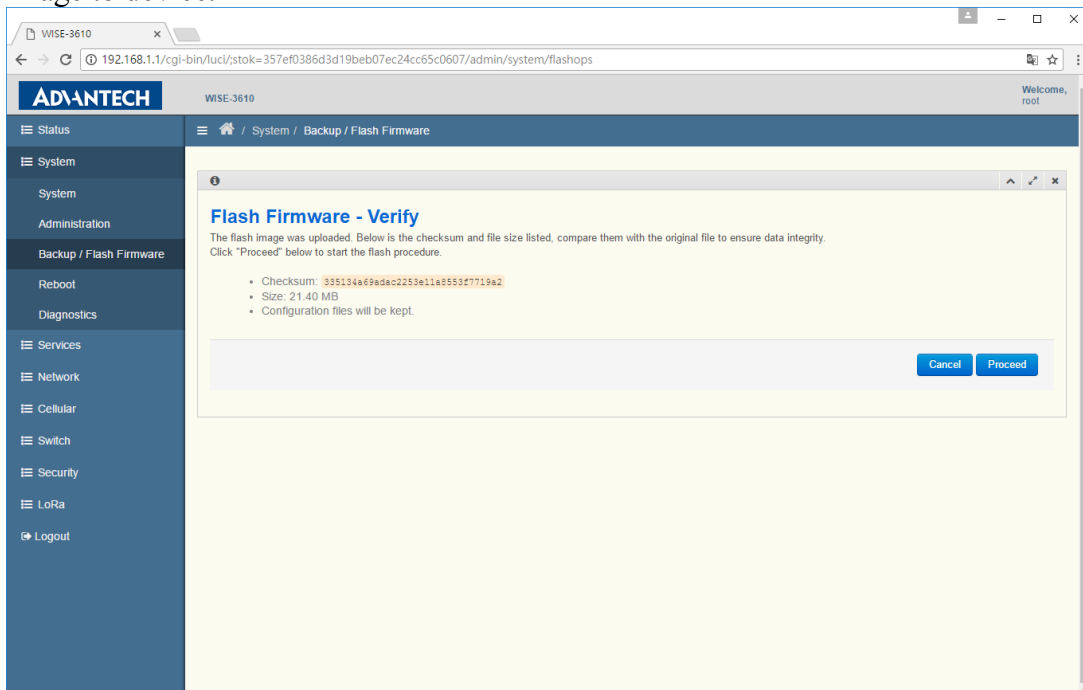 WISE-3610
192.168.1.1/cgi-bin/luci/;stok=357ef0386d3d19beb07ec24cc65c0607/admin/system/flashops
ADVANTECH
WISE-3610
Welcome,
root
Status
/ System / Backup / Flash Firmware
System
System
Administration
Backup / Flash Firmware
Reboot
Diagnostics
Services
Network
Cellular
Switch
Security
LoRa
Logout
Flash Firmware - Verify
The flash image was uploaded. Below is the checksum and file size listed, compare them with the original file to ensure data integrity.
Click "Proceed" below to start the flash procedure.
• Checksum: 335134a69adac2253e11a8553f7719a2
• Size: 21.40 MB
• Configuration files will be kept.
Cancel Proceed